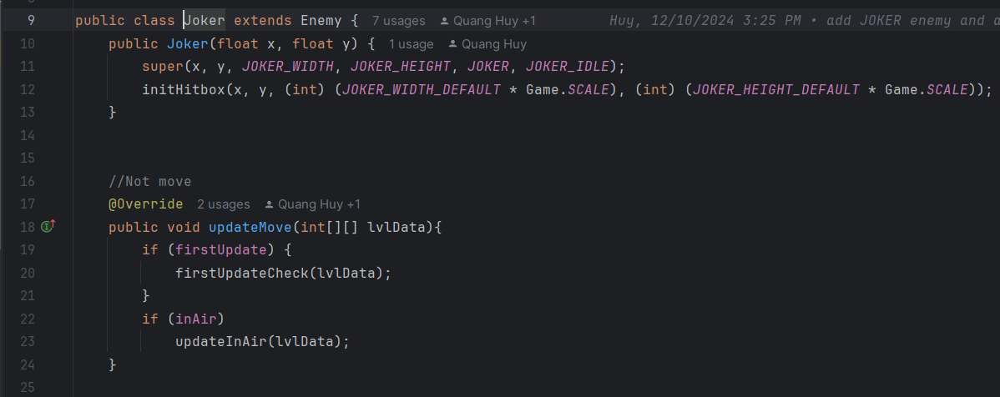 9 public class Joker extends Enemy { 7 usages Quang Huy +1 Huy, 12/10/2024 3:25 PM • add JOKER enemy and a
10 public Joker(float x, float y) { 1 usage Quang Huy
11 super(x, y, JOKER_WIDTH, JOKER_HEIGHT, JOKER, JOKER_IDLE);
12 initHitbox(x, y, (int) (JOKER_WIDTH_DEFAULT * Game.SCALE), (int) (JOKER_HEIGHT_DEFAULT * Game.SCALE));
13 }
14
15
16 //Not move
17 @Override 2 usages Quang Huy +1
18 public void updateMove(int[][] lvlData){
19 if (firstUpdate) {
20 firstUpdateCheck(lvlData);
21 }
22 if (inAir)
23 updateInAir(lvlData);
24 }
25